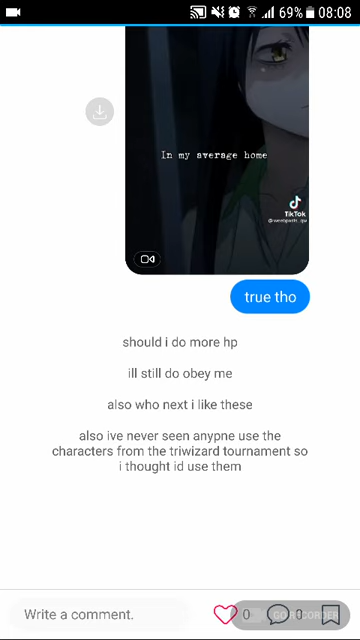 69% 08:08
In my average home
TikTok
true tho
should i do more hp
ill still do obey me
also who next i like these
also ive never seen anypne use the
characters from the triwizard tournament so
i thought id use them
Write a comment.
0
0
GO RECORDER